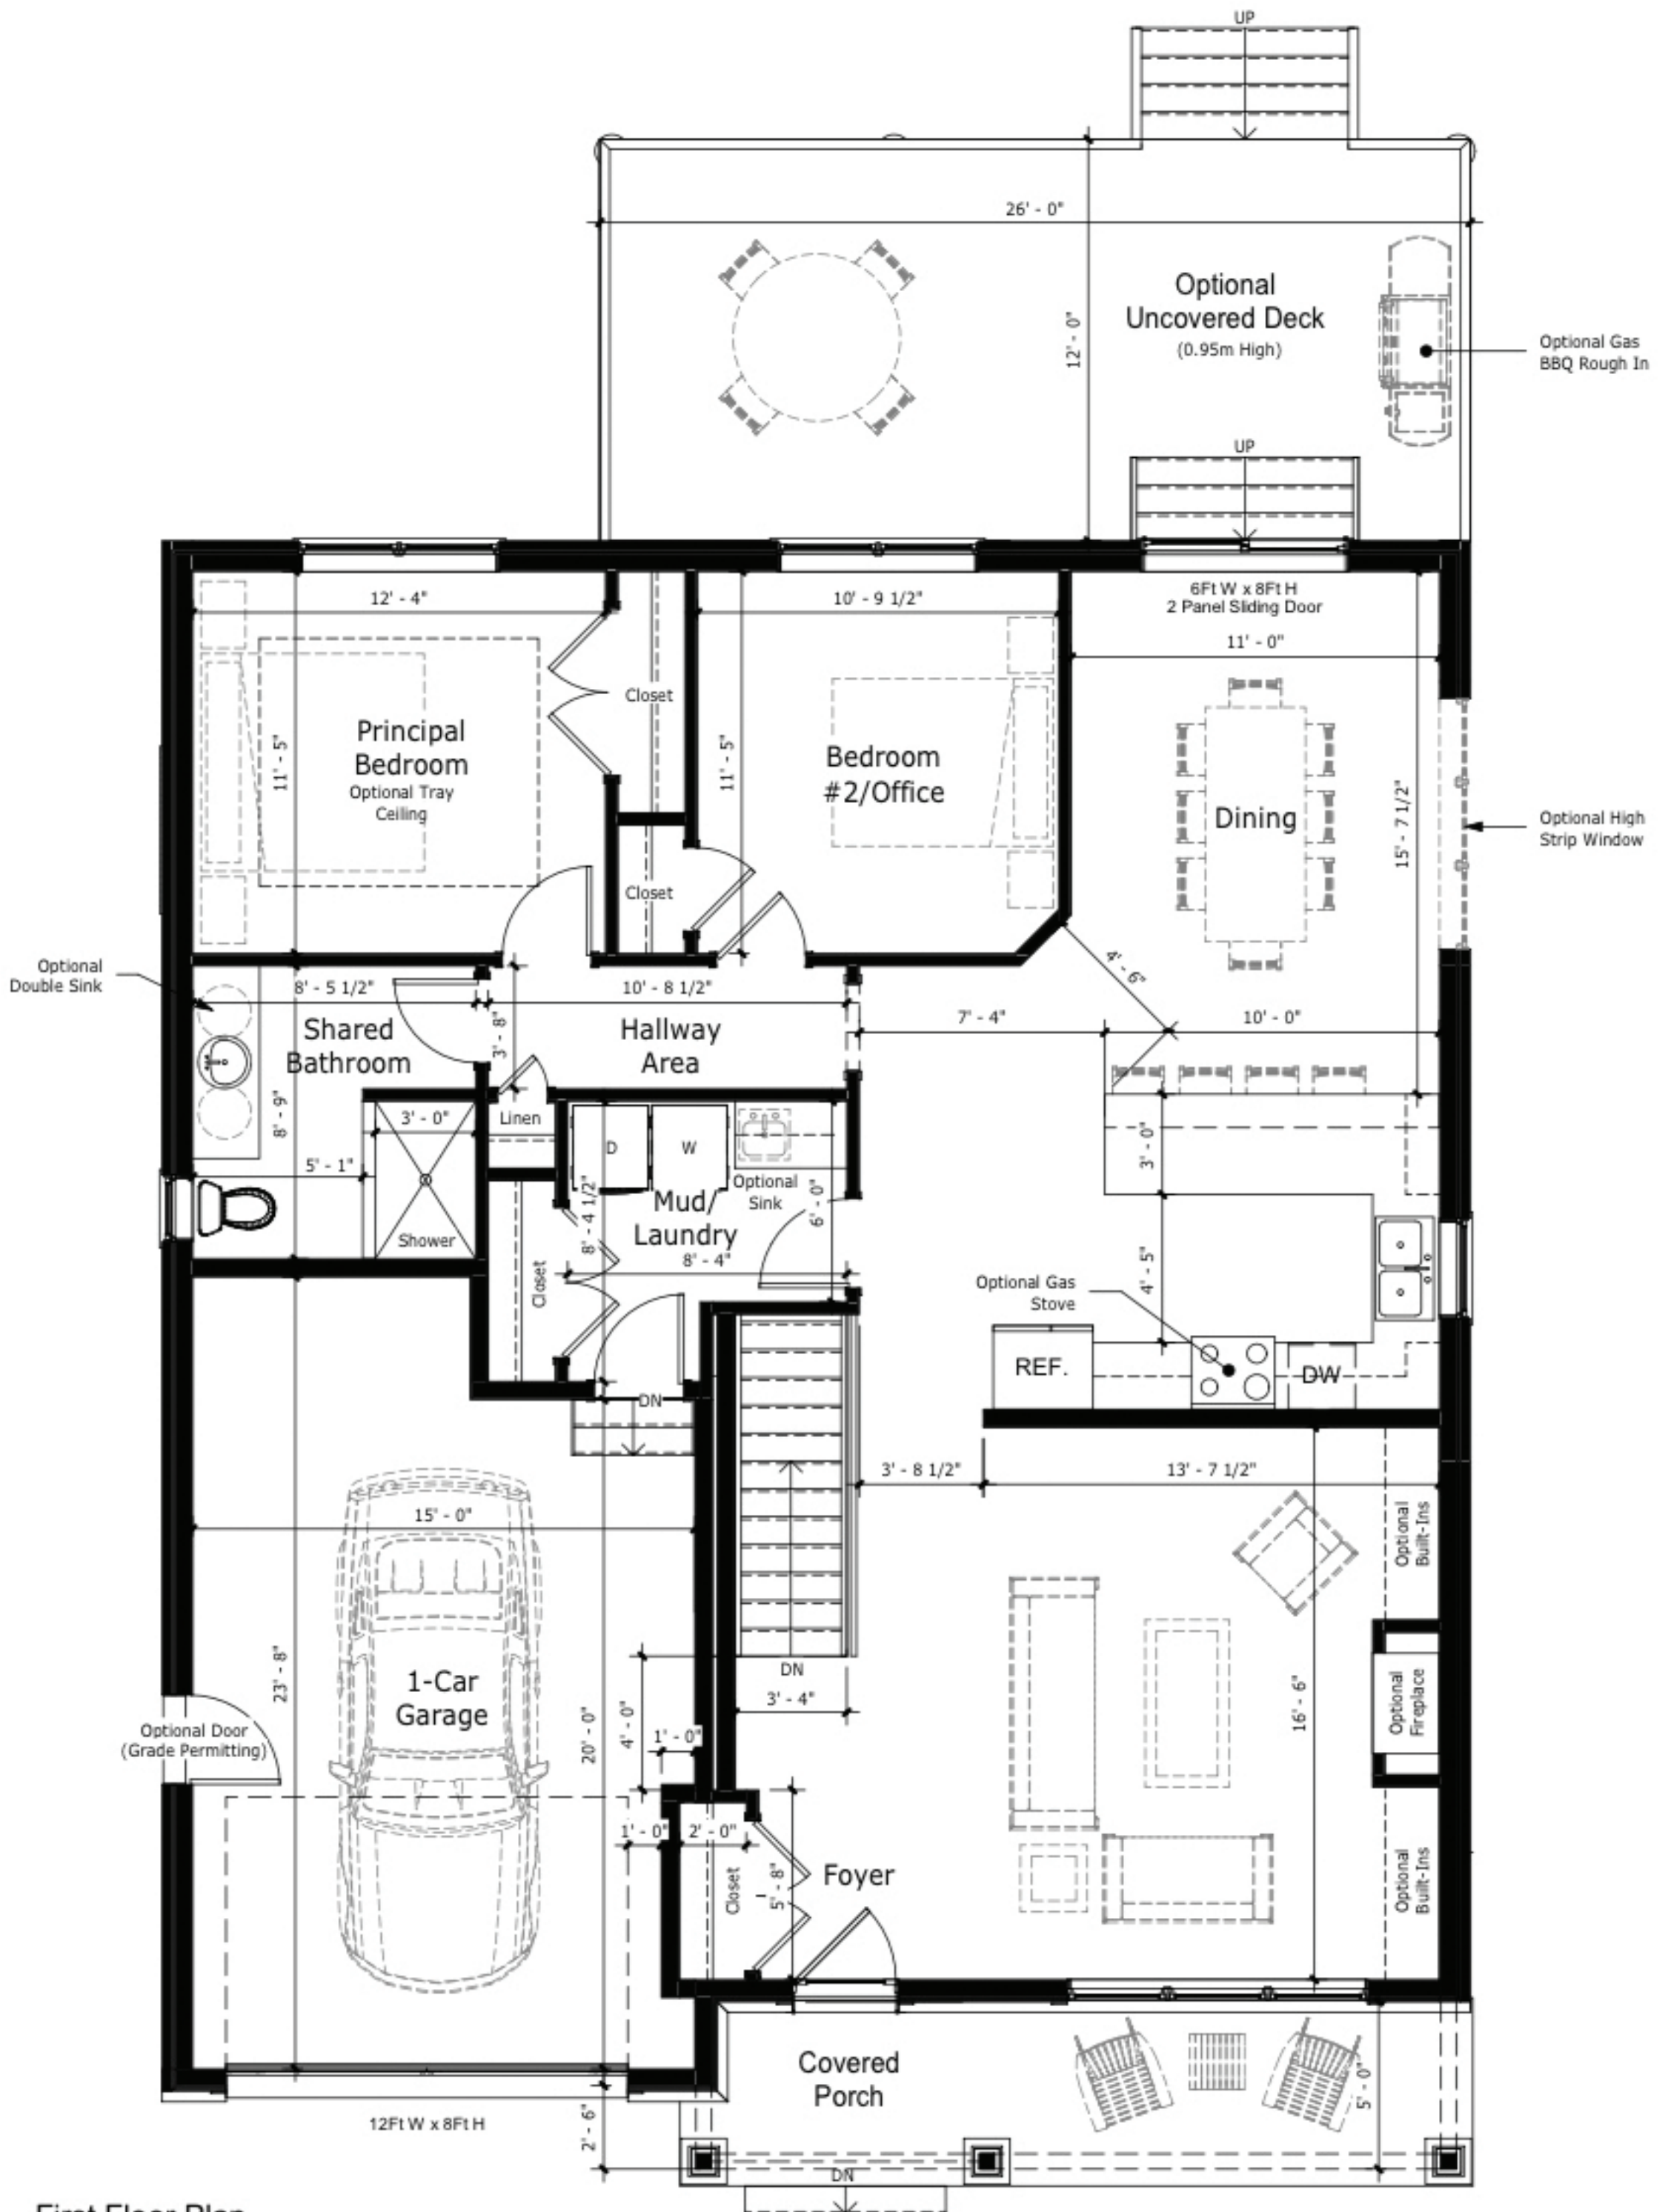 UP
26' - 0"
Optional
Uncovered Deck
(0.95m High)
12' - 0"
Optional Gas
BBQ Rough In
UP
12' - 4"
10' - 9 1/2"
6Ft W x 8Ft H
2 Panel Sliding Door
11' - 0"
Closet
Principal
Bedroom
Optional Tray
Ceiling
11' - 5"
11' - 5"
Bedroom
#2/Office
Dining
15' - 7 1/2"
Optional High
Strip Window
Closet
Optional
Double Sink
8' - 5 1/2"
10' - 8 1/2"
4' - 6"
7' - 4"
10' - 0"
Shared
Bathroom
3' - 8"
Hallway
Area
8' - 9"
3' - 0"
Linen
D
W
3' - 0"
5' - 1"
Optional
Sink
Mud/
Laundry
6' - 0"
8' - 4 1/2"
8' - 4"
Shower
Closet
4' - 5"
Optional Gas
Stove
REF.
DW
DN
3' - 8 1/2"
13' - 7 1/2"
15' - 0"
Optional
Built-Ins
23' - 8"
1-Car
Garage
20' - 0"
4' - 0"
DN
3' - 4"
16' - 6"
Optional
Fireplace
Optional Door
(Grade Permitting)
1' - 0"
1' - 0"
2' - 0"
Closet
5' - 8"
Foyer
Optional
Built-Ins
Covered
Porch
5' - 0"
12Ft W x 8Ft H
2' - 6"
DN
First Floor Plan